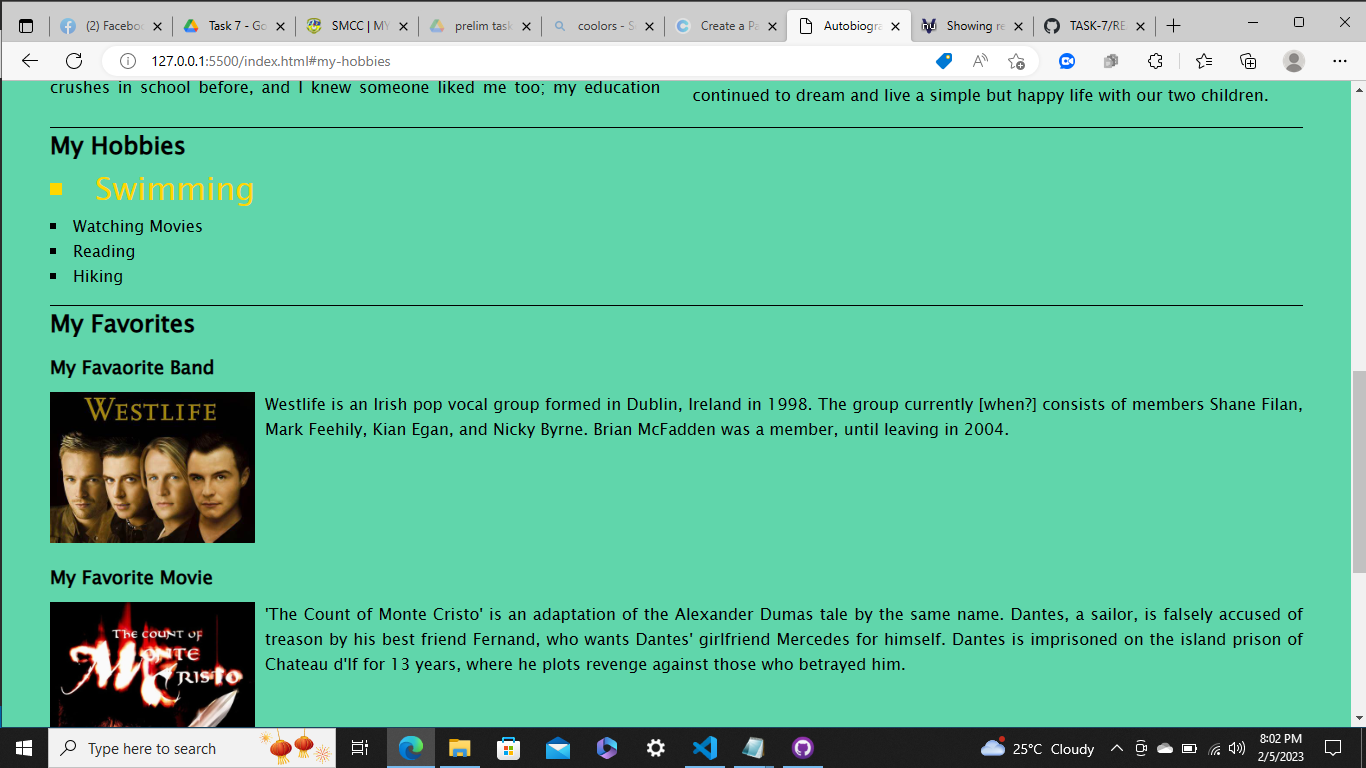 (2) Faceboo
Task 7 - Go
SMCC | MY
prelim task
coolors - S
Create a Pa
Autobiogra
Showing re
TASK-7/RE
127.0.0.1:5500/index.html#my-hobbies
crushes in school before, and I knew someone liked me too; my education
continued to dream and live a simple but happy life with our two children.
My Hobbies
Swimming
Watching Movies
Reading
Hiking
My Favorites
My Favaorite Band
WESTLIFE
Westlife is an Irish pop vocal group formed in Dublin, Ireland in 1998. The group currently [when?] consists of members Shane Filan,
Mark Feehily, Kian Egan, and Nicky Byrne. Brian McFadden was a member, until leaving in 2004.
My Favorite Movie
THE COUNT OF
MONTE
CRISTO
'The Count of Monte Cristo' is an adaptation of the Alexander Dumas tale by the same name. Dantes, a sailor, is falsely accused of
treason by his best friend Fernand, who wants Dantes' girlfriend Mercedes for himself. Dantes is imprisoned on the island prison of
Chateau d'If for 13 years, where he plots revenge against those who betrayed him.
Type here to search
25°C Cloudy
8:02 PM
2/5/2023